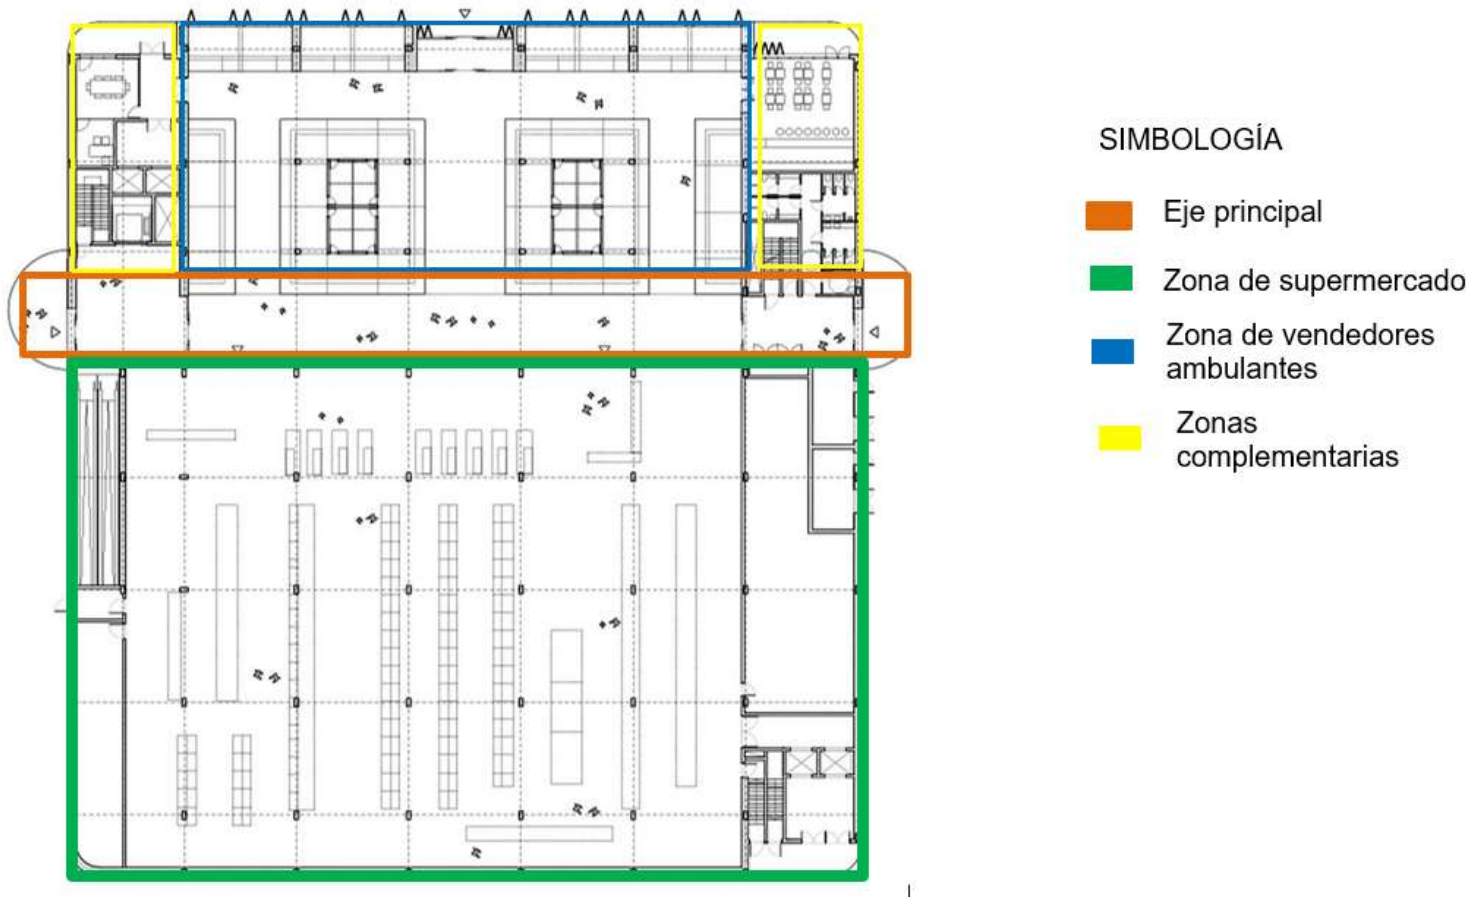 SIMBOLOGÍA
Eje principal
Zona de supermercado
Zona de vendedores
ambulantes
Zonas
complementarias